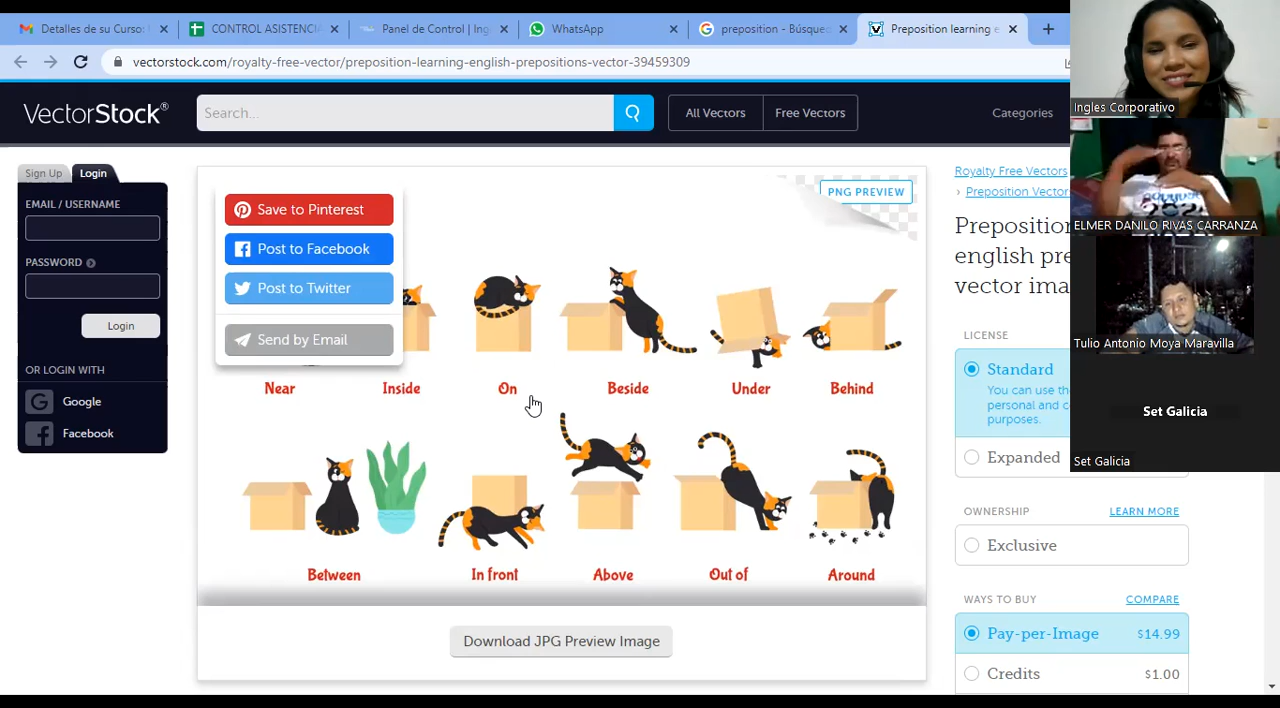 Detalles de su Curso:
CONTROL ASISTENCIA
Panel de Control | Ing
WhatsApp
preposition - Búsque
Preposition learning e
vectorstock.com/royalty-free-vector/preposition-learning-english-prepositions-vector-39459309
VectorStock®
Search...
All Vectors
Free Vectors
Categories
Ingles Corporativo
ELMER DANILO RIVAS CARRANZA
Tulio Antonio Moya Maravilla
Set Galicia
Set Galicia
Sign Up
Login
EMAIL / USERNAME
PASSWORD
Login
OR LOGIN WITH
Google
Facebook
Save to Pinterest
Post to Facebook
Post to Twitter
Send by Email
PNG PREVIEW
Near
Inside
On
Beside
Under
Behind
Between
In front
Above
Out of
Around
Download JPG Preview Image
Royalty Free Vectors
› Preposition Vector
Preposition
english pre
vector ima
LICENSE
Standard
You can use th
personal and c
purposes.
Expanded
OWNERSHIP
LEARN MORE
Exclusive
WAYS TO BUY
COMPARE
Pay-per-Image
$14.99
Credits
$1.00